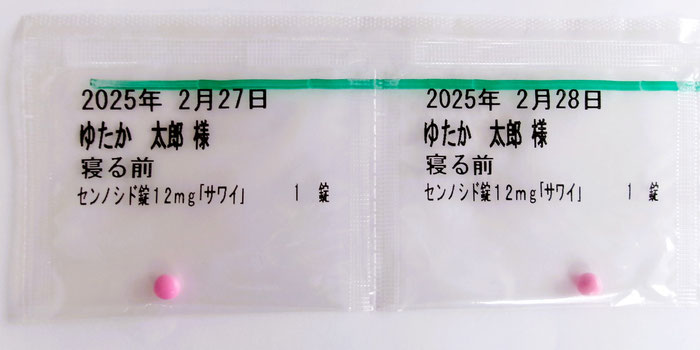 2025年 2月27日
ゆたか 太郎 様
寝る前
センノシド錠12mg「サワイ」 1 錠
2025年 2月28日
ゆたか 太郎 様
寝る前
センノシド錠12mg「サワイ」 1 錠